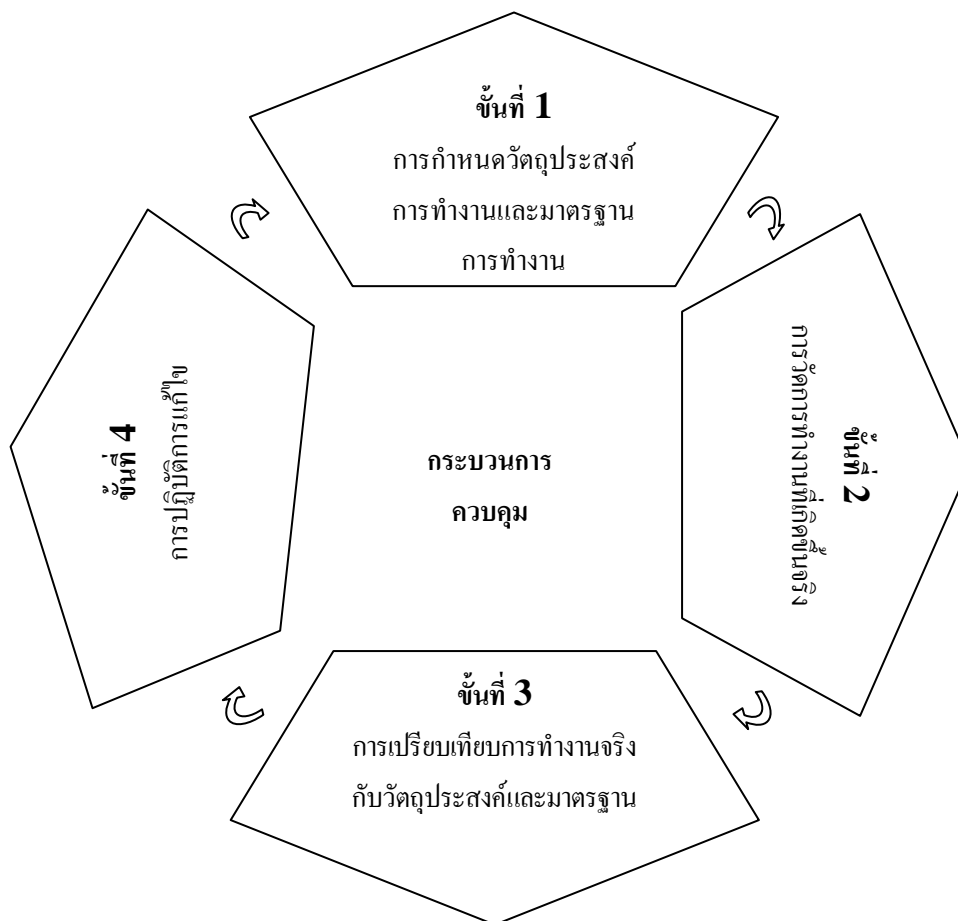 ขั้นที่ 1
การกำหนดวัตถุประสงค์
การทำงานและมาตรฐาน
การทำงาน
ขั้นที่ 2
การวัดการทำงานที่เกิดขึ้นจริง
ขั้นที่ 3
การเปรียบเทียบการทำงานจริง
กับวัตถุประสงค์และมาตรฐาน
ขั้นที่ 4
การปฏิบัติการแก้ไข
กระบวนการ
ควบคุม